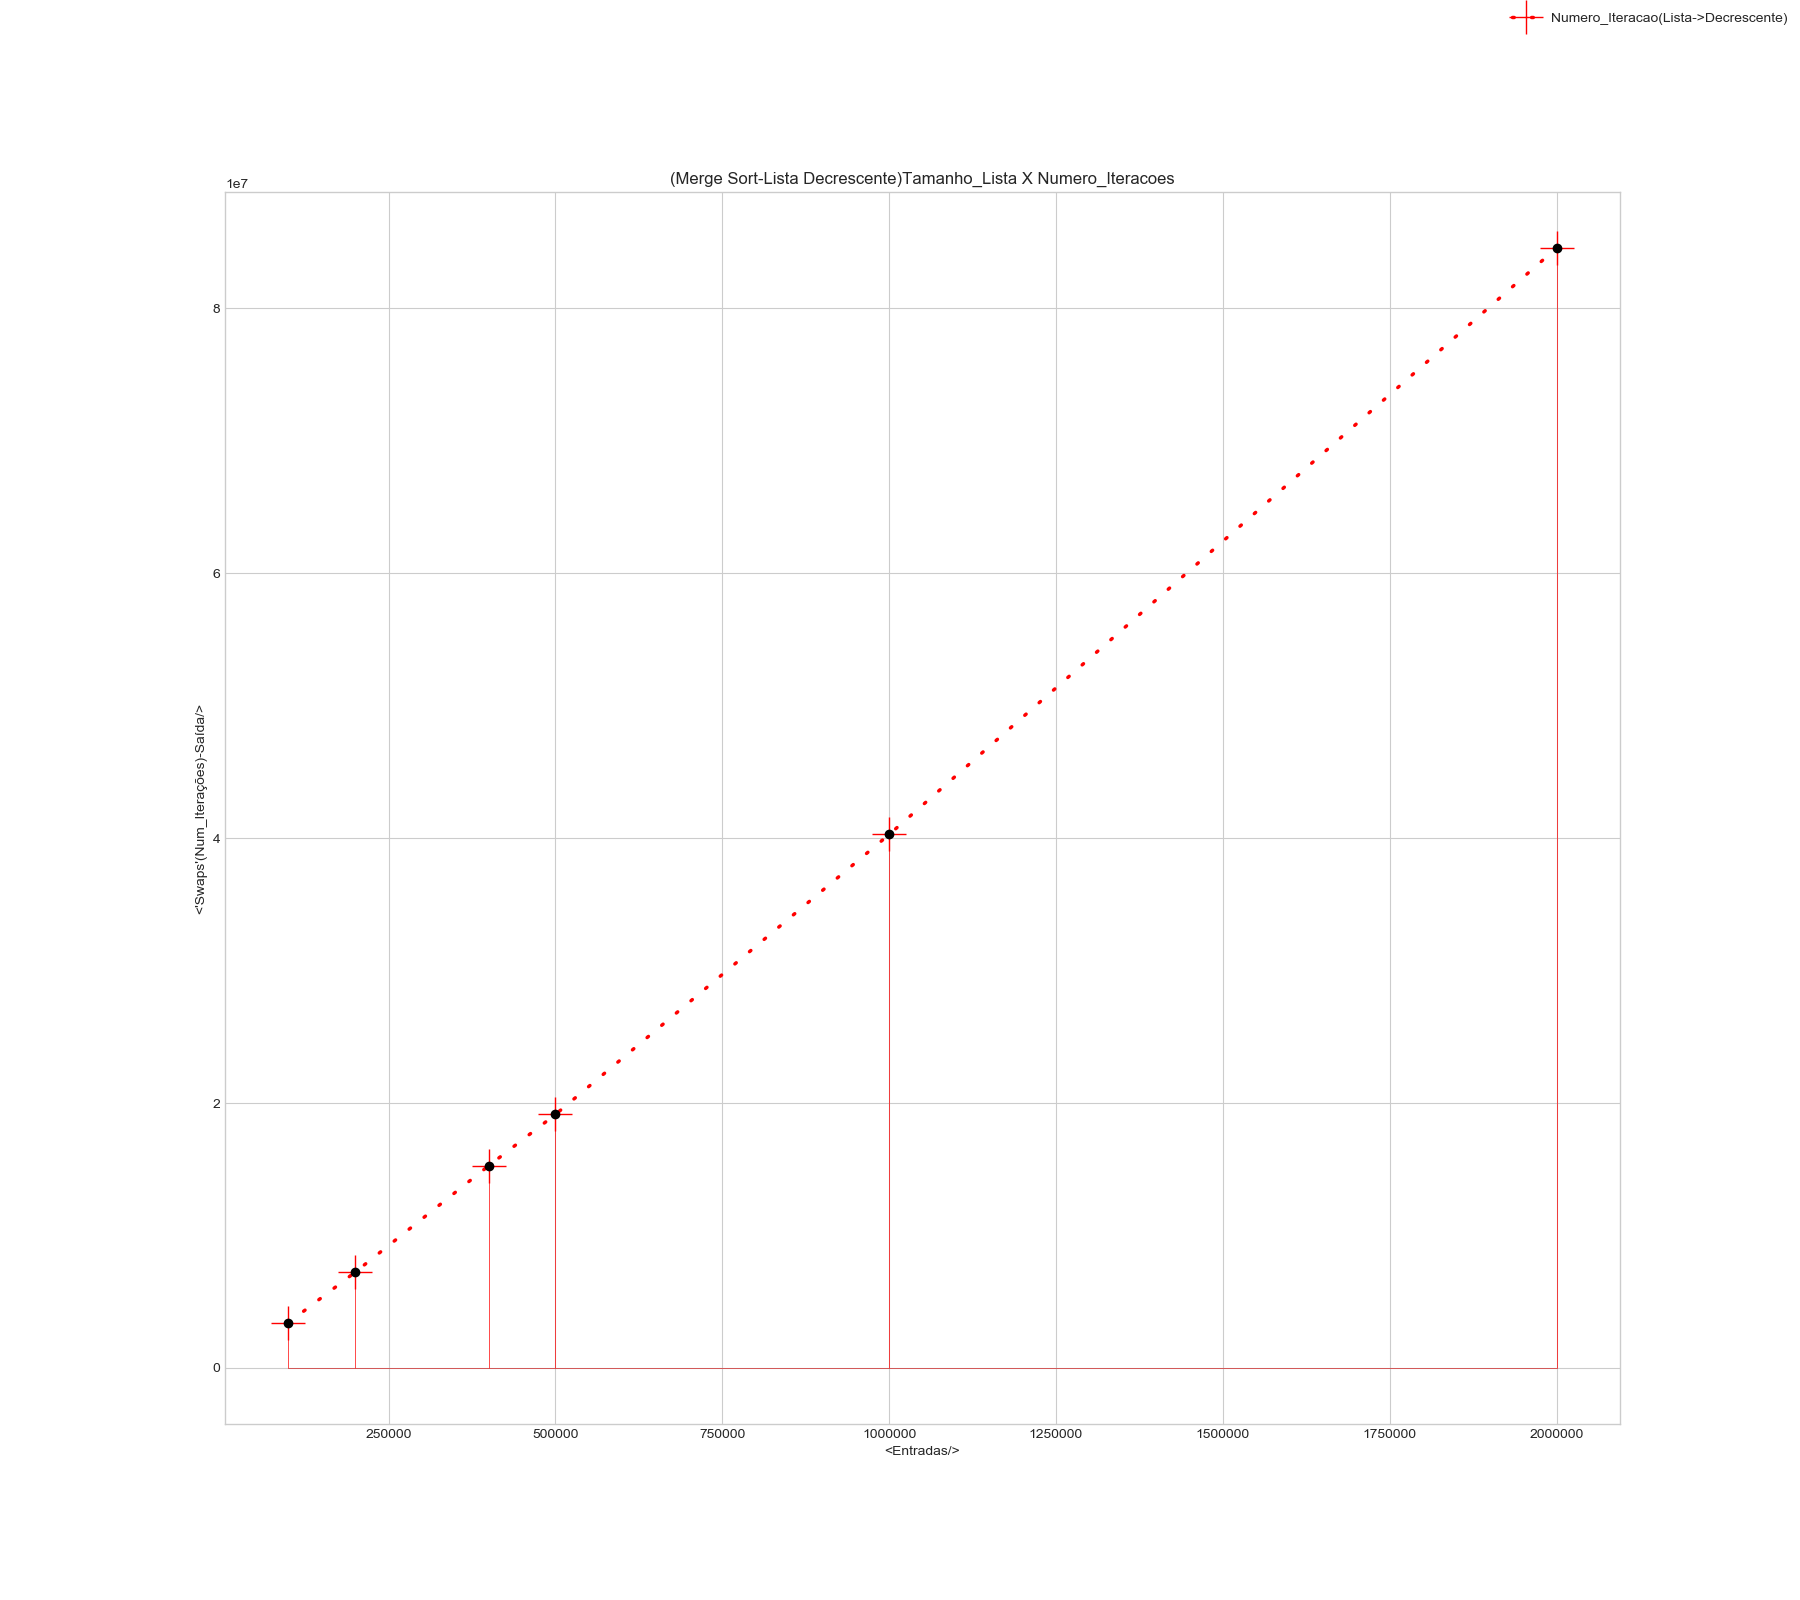 Numero_Iteracao(Lista->Decrescente)
(Merge Sort-Lista Decrescente)Tamanho_Lista X Numero_Iteracoes
1e7
8
6
4
2
0
<'Swaps'(Num_Iterações)-Saída/>
250000 500000 750000 1000000 1250000 1500000 1750000 2000000
<Entradas/>